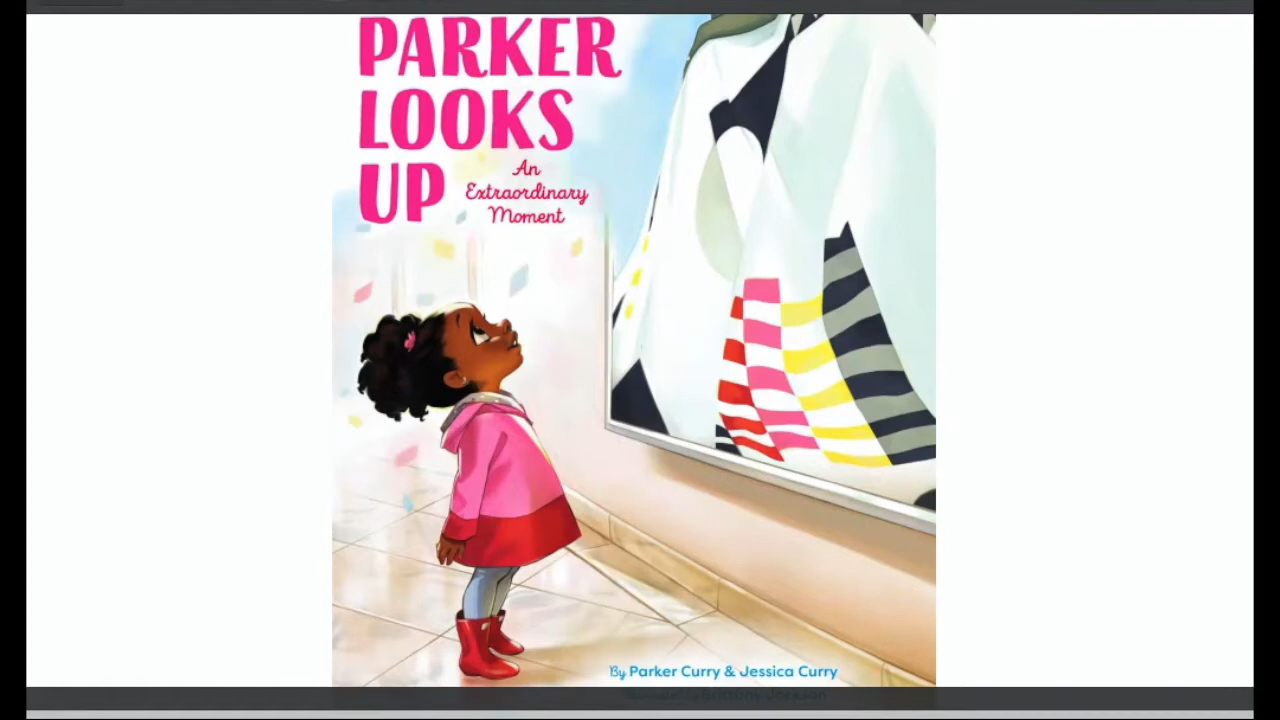 PARKER
LOOKS
UP
An
Extraordinary
Moment
By Parker Curry & Jessica Curry